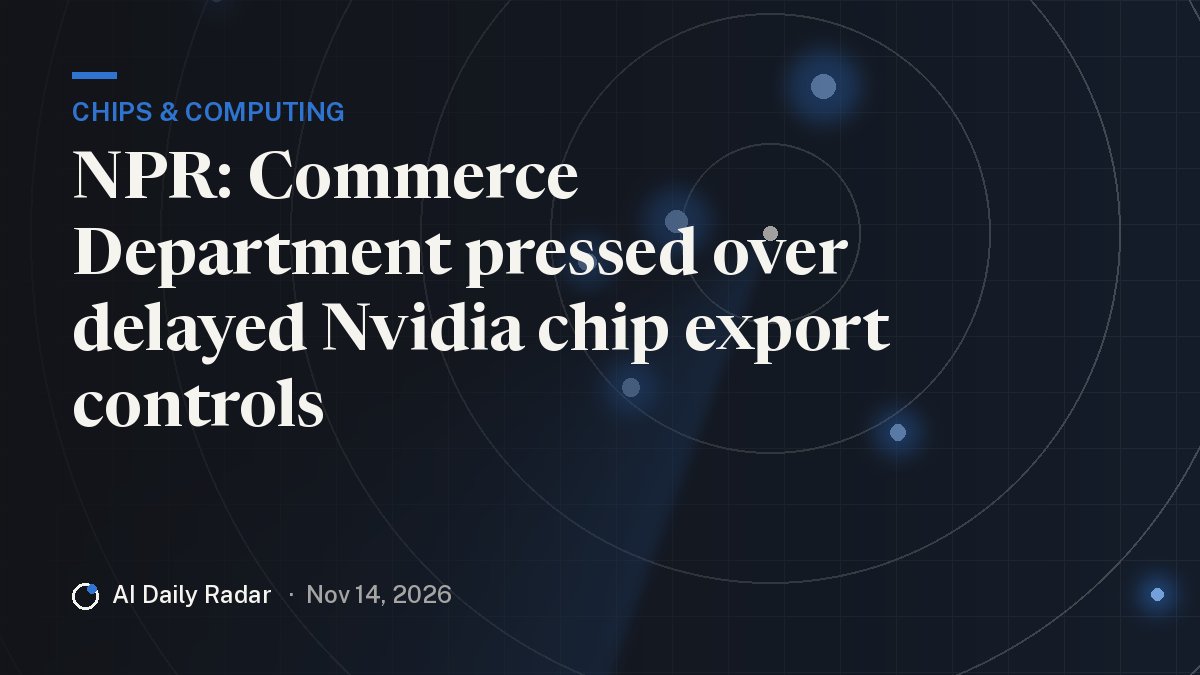 CHIPS & COMPUTING
NPR: Commerce
Department pressed over
delayed Nvidia chip export
controls
AI Daily Radar · Nov 14, 2026